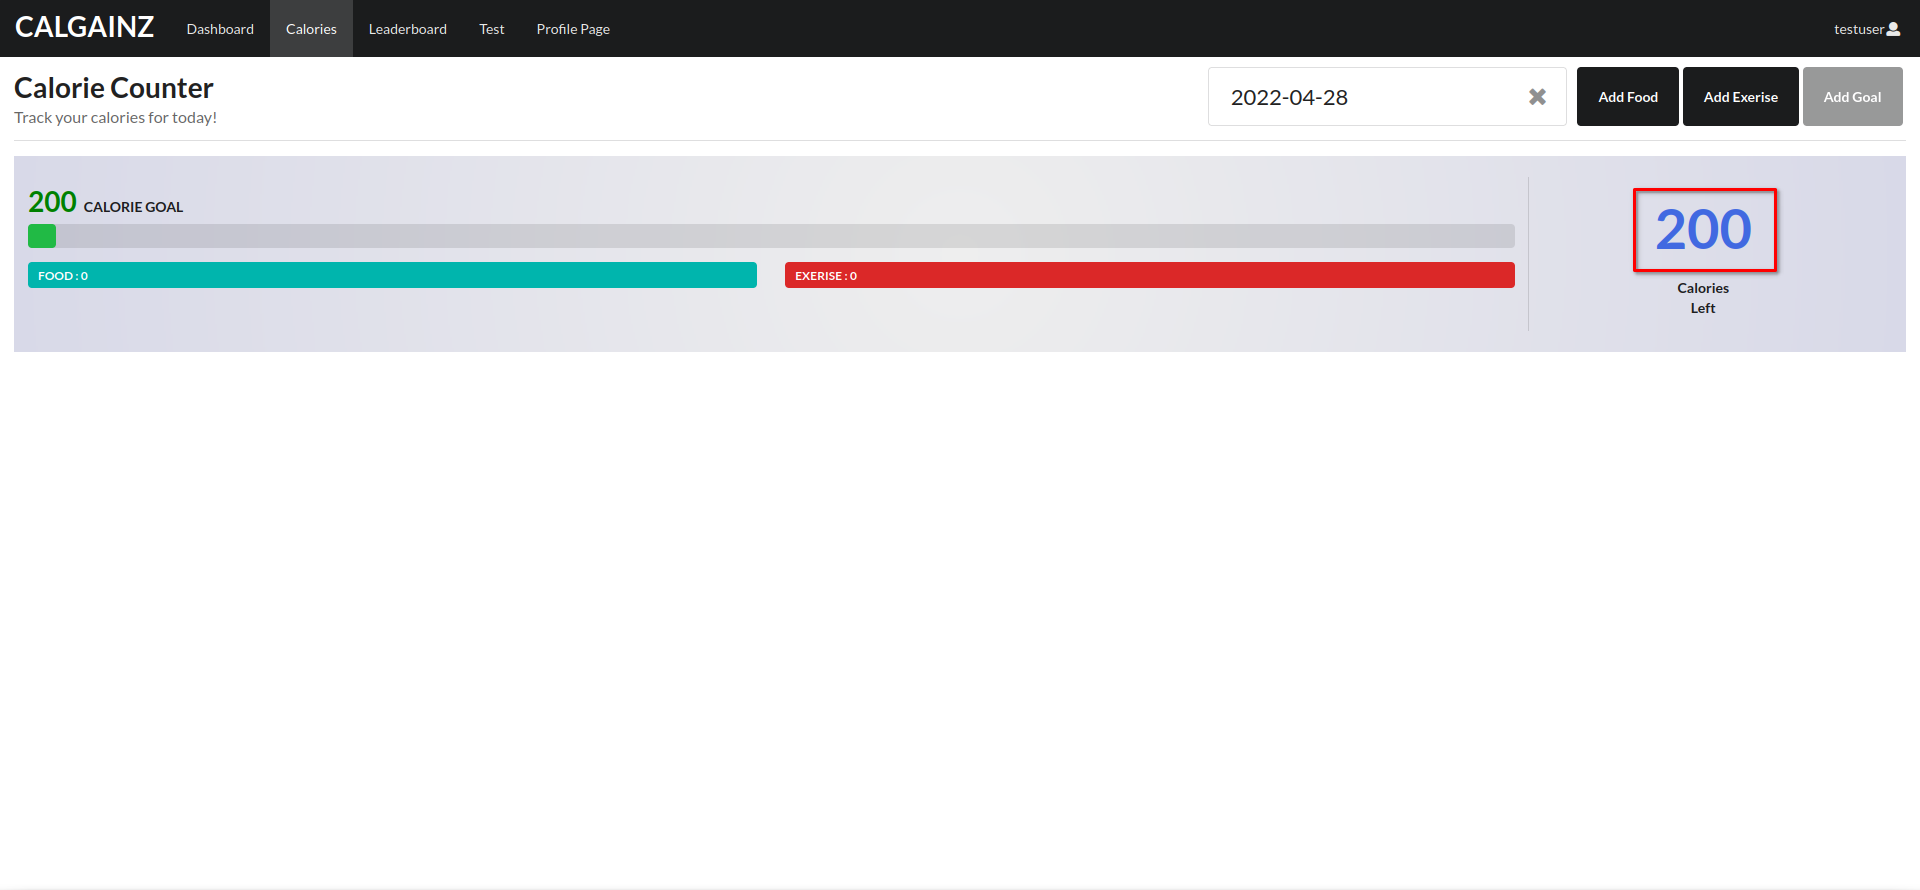 CALGAINZ Dashboard Calories Leaderboard Test Profile Page testuser
Calorie Counter
Track your calories for today!
2022-04-28
Add Food Add Exerise Add Goal
200 CALORIE GOAL
FOOD : 0 EXERISE : 0
200
Calories
Left